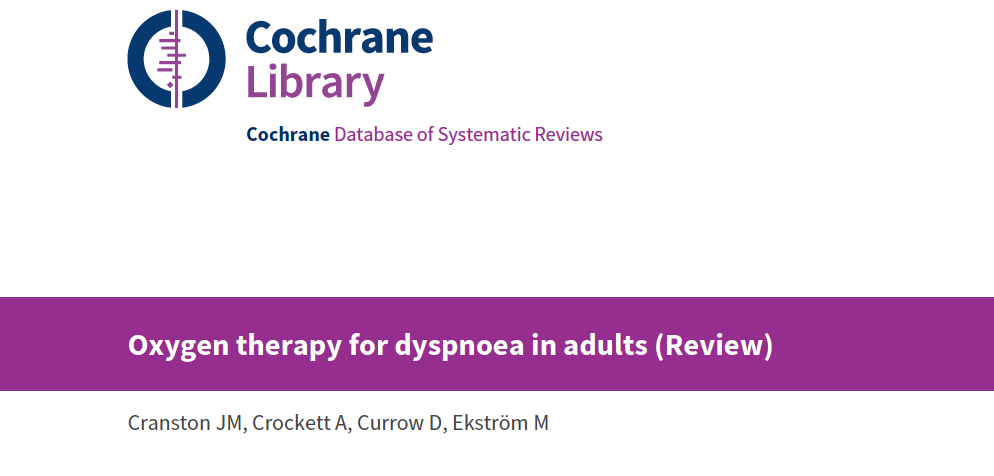 Cochrane
Library
Cochrane Database of Systematic Reviews
Oxygen therapy for dyspnoea in adults (Review)
Cranston JM, Crockett A, Currow D, Ekström M